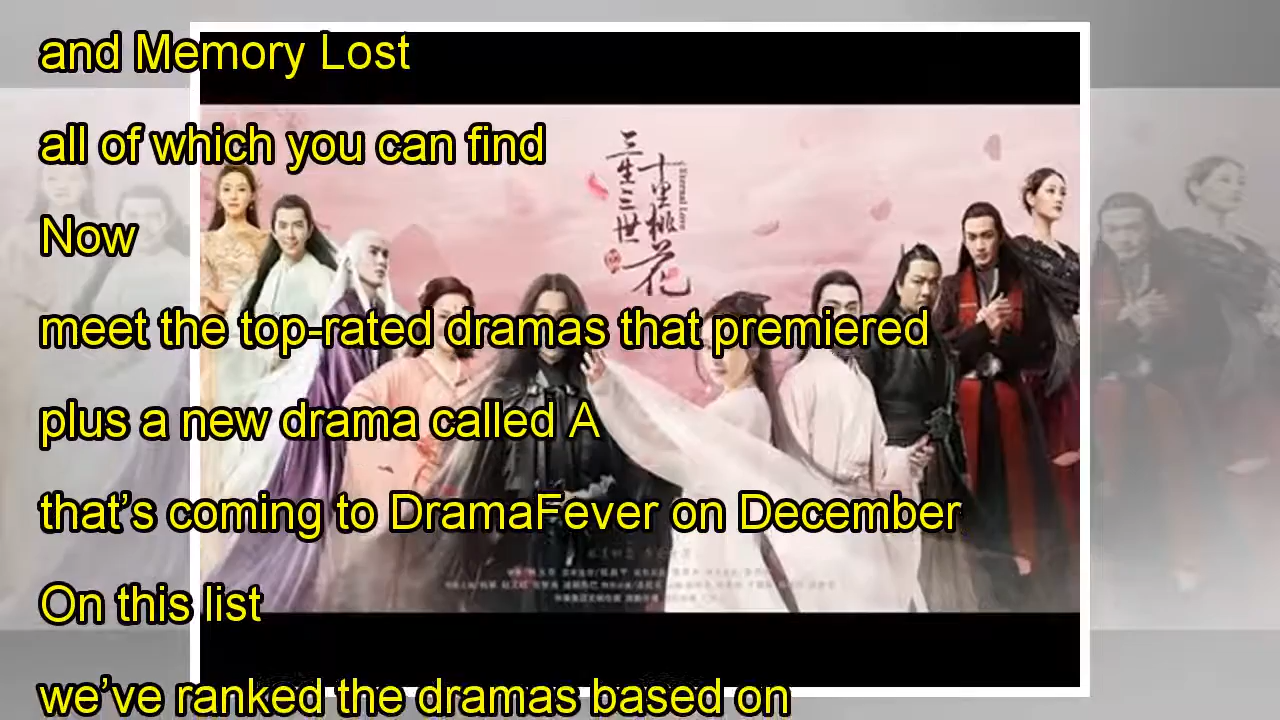 and Memory Lost
all of which you can find
三生三世
十里桃花
Eternal Love
Now
meet the top-rated dramas that premiered
plus a new drama called A
that’s coming to DramaFever on December
On this list
we’ve ranked the dramas based on